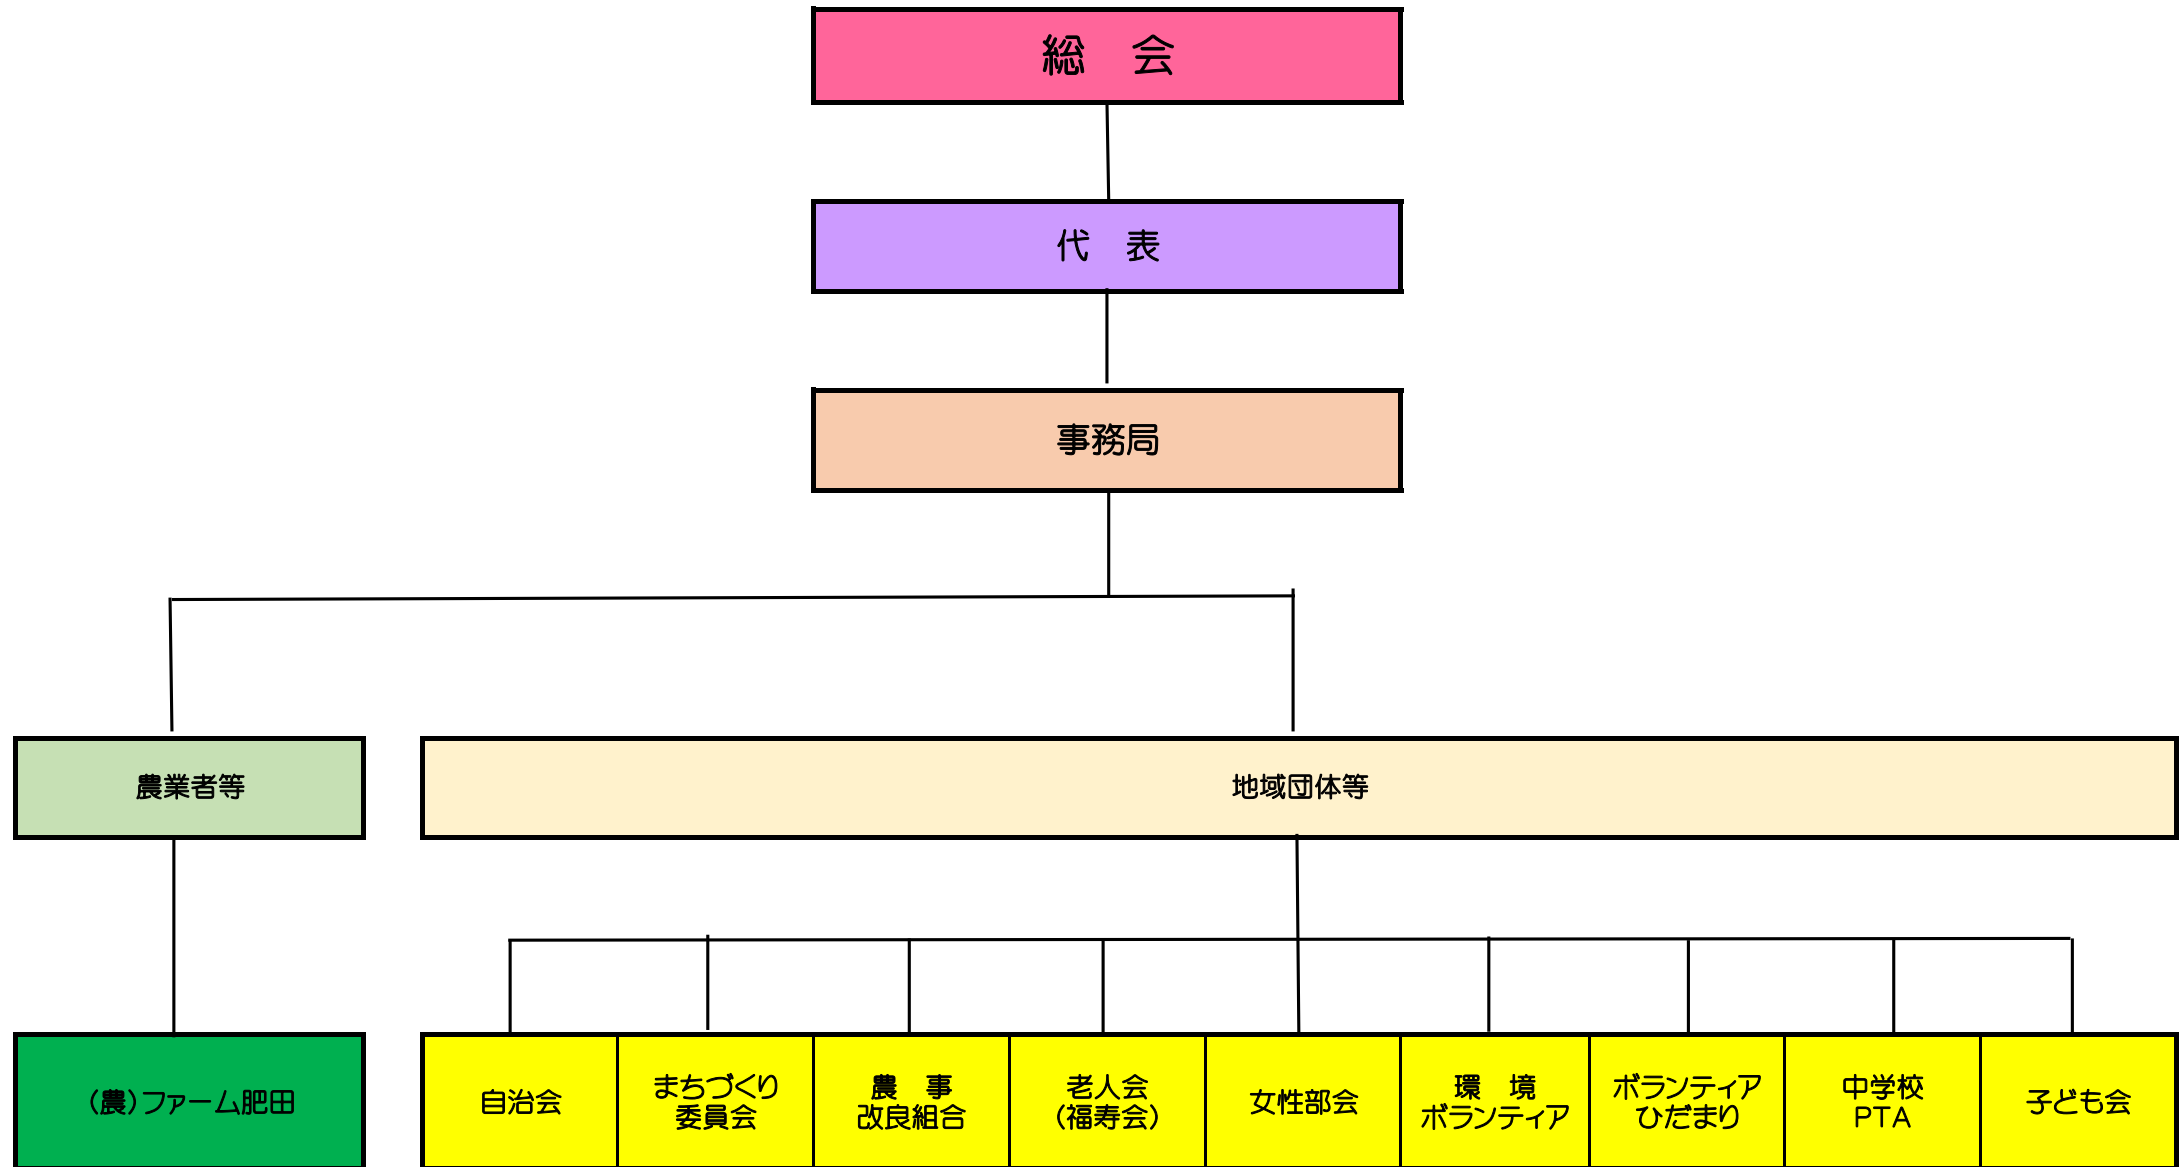 総　会
代　表
事務局
農業者等
地域団体等
(農)ファーム肥田
自治会
まちづくり
委員会
農　事
改良組合
老人会
(福寿会)
女性部会
環　境
ボランティア
ボランティア
ひだまり
中学校
PTA
子ども会